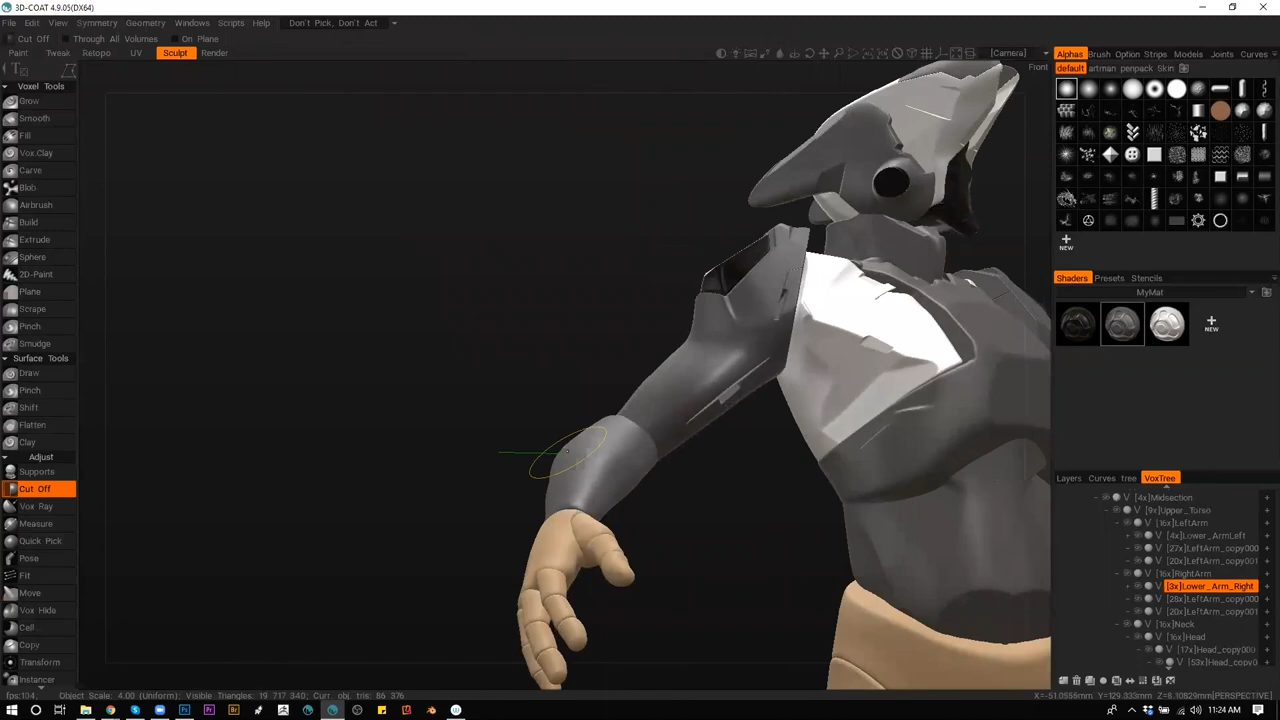 3D-COAT 4.9.05(DX64)
File Edit View Symmetry Geometry Windows Scripts Help Don't Pick, Don't Act
Cut Off Through All Volumes On Plane
Paint Tweak Retopo UV Sculpt Render [Camera]
Front
Voxel Tools
Grow
Smooth
Fill
Vox.Clay
Carve
Blob
Airbrush
Build
Extrude
Sphere
2D-Paint
Plane
Scrape
Pinch
Smudge
Surface Tools
Draw
Pinch
Shift
Flatten
Clay
Adjust
Supports
Cut Off
Vox Ray
Measure
Quick Pick
Pose
Fit
Move
Vox Hide
Cell
Copy
Transform
Instancer
Alphas Brush Option Strips Models Joints Curves
default artman penpack Skin
NEW
Shaders Presets Stencils
MyMat
NEW
Layers Curves tree VoxTree
V [4x]Midsection +
V [9x]Upper_Torso +
V [16x]LeftArm +
V [4x]Lower_ArmLeft +
V [27x]LeftArm_copy000 +
V [20x]LeftArm_copy001 +
V [16x]RightArm +
V [3x]Lower_Arm_Right +
V [28x]LeftArm_copy000 +
V [20x]LeftArm_copy001 +
V [16x]Neck +
V [16x]Head +
V [17x]Head_copy000 +
V [53x]Head_copy0 +
fps:104, Object Scale: 4.00 (Uniform); Visible Triangles: 19 717 340; Curr. obj. tris: 86 376 X=-51.0555mm Y=129.333mm Z=8.10829mm [PERSPECTIVE]
11:24 AM